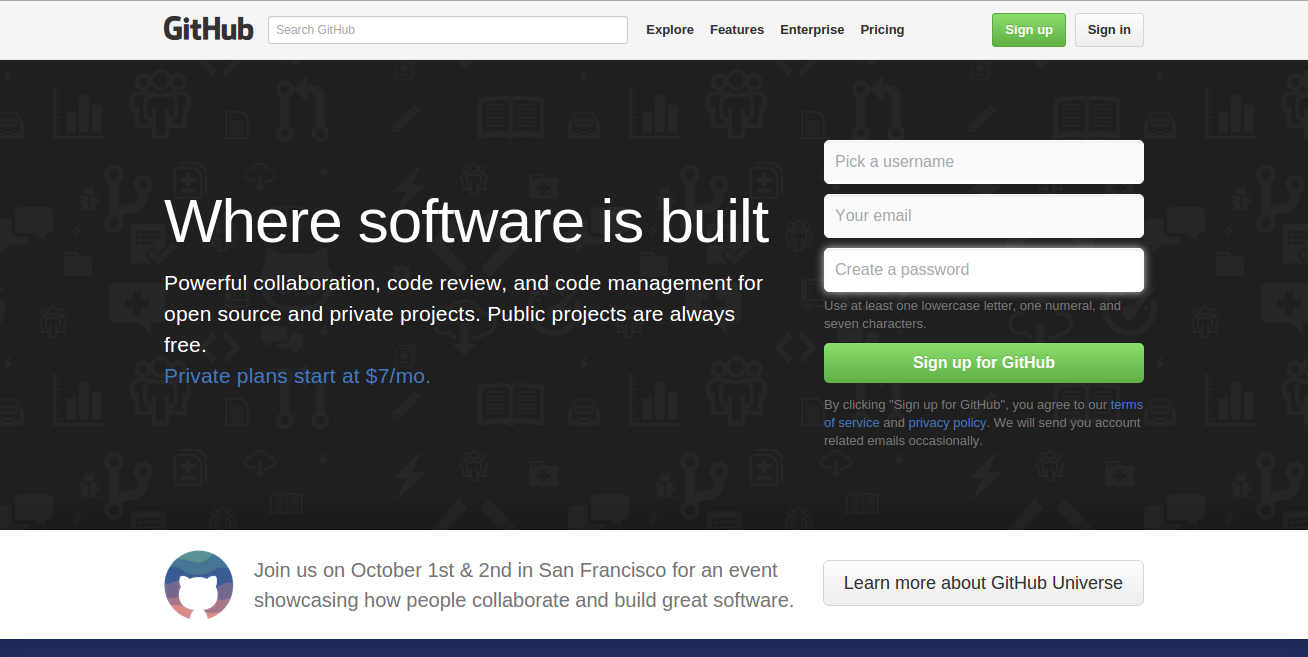 GitHub
Search GitHub
Explore Features Enterprise Pricing
Sign up Sign in
Where software is built
Powerful collaboration, code review, and code management for
open source and private projects. Public projects are always
free.
Private plans start at $7/mo.
Pick a username
Your email
Create a password
Use at least one lowercase letter, one numeral, and
seven characters.
Sign up for GitHub
By clicking "Sign up for GitHub", you agree to our terms
of service and privacy policy. We will send you account
related emails occasionally.
Join us on October 1st & 2nd in San Francisco for an event
showcasing how people collaborate and build great software.
Learn more about GitHub Universe